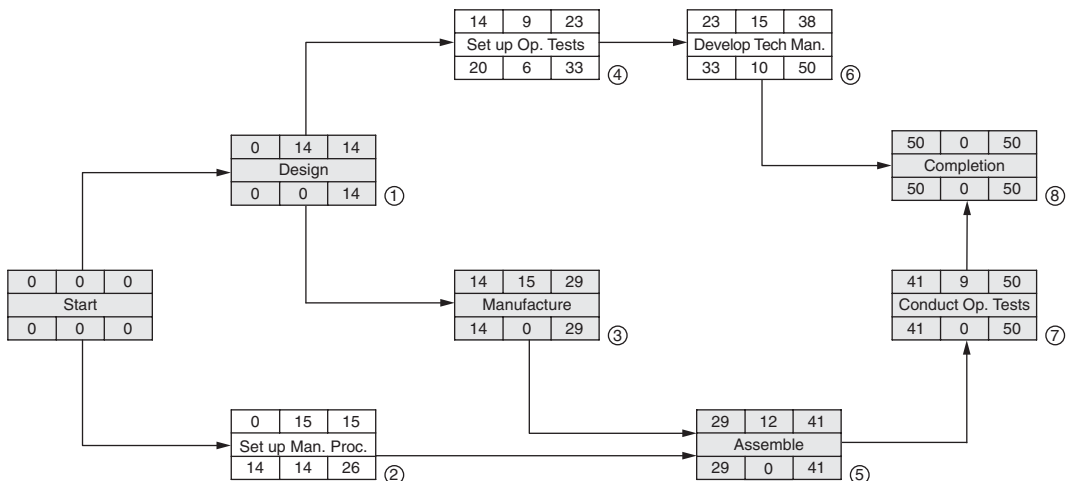 14 9 23
Set up Op. Tests
20 6 33
④
23 15 38
Develop Tech Man.
33 10 50
⑥
0 14 14
Design
0 0 14
①
50 0 50
Completion
50 0 50
⑧
0 0 0
Start
0 0 0
14 15 29
Manufacture
14 0 29
③
41 9 50
Conduct Op. Tests
41 0 50
⑦
0 15 15
Set up Man. Proc.
14 14 26
②
29 12 41
Assemble
29 0 41
⑤